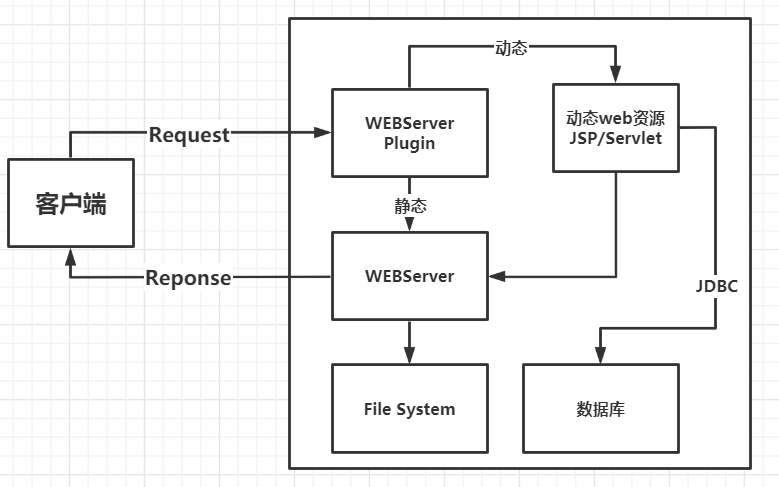 动态
WEBServer
Plugin
动态web资源
JSP/Servlet
Request
客户端
静态
WEBServer
Reponse
JDBC
File System
数据库